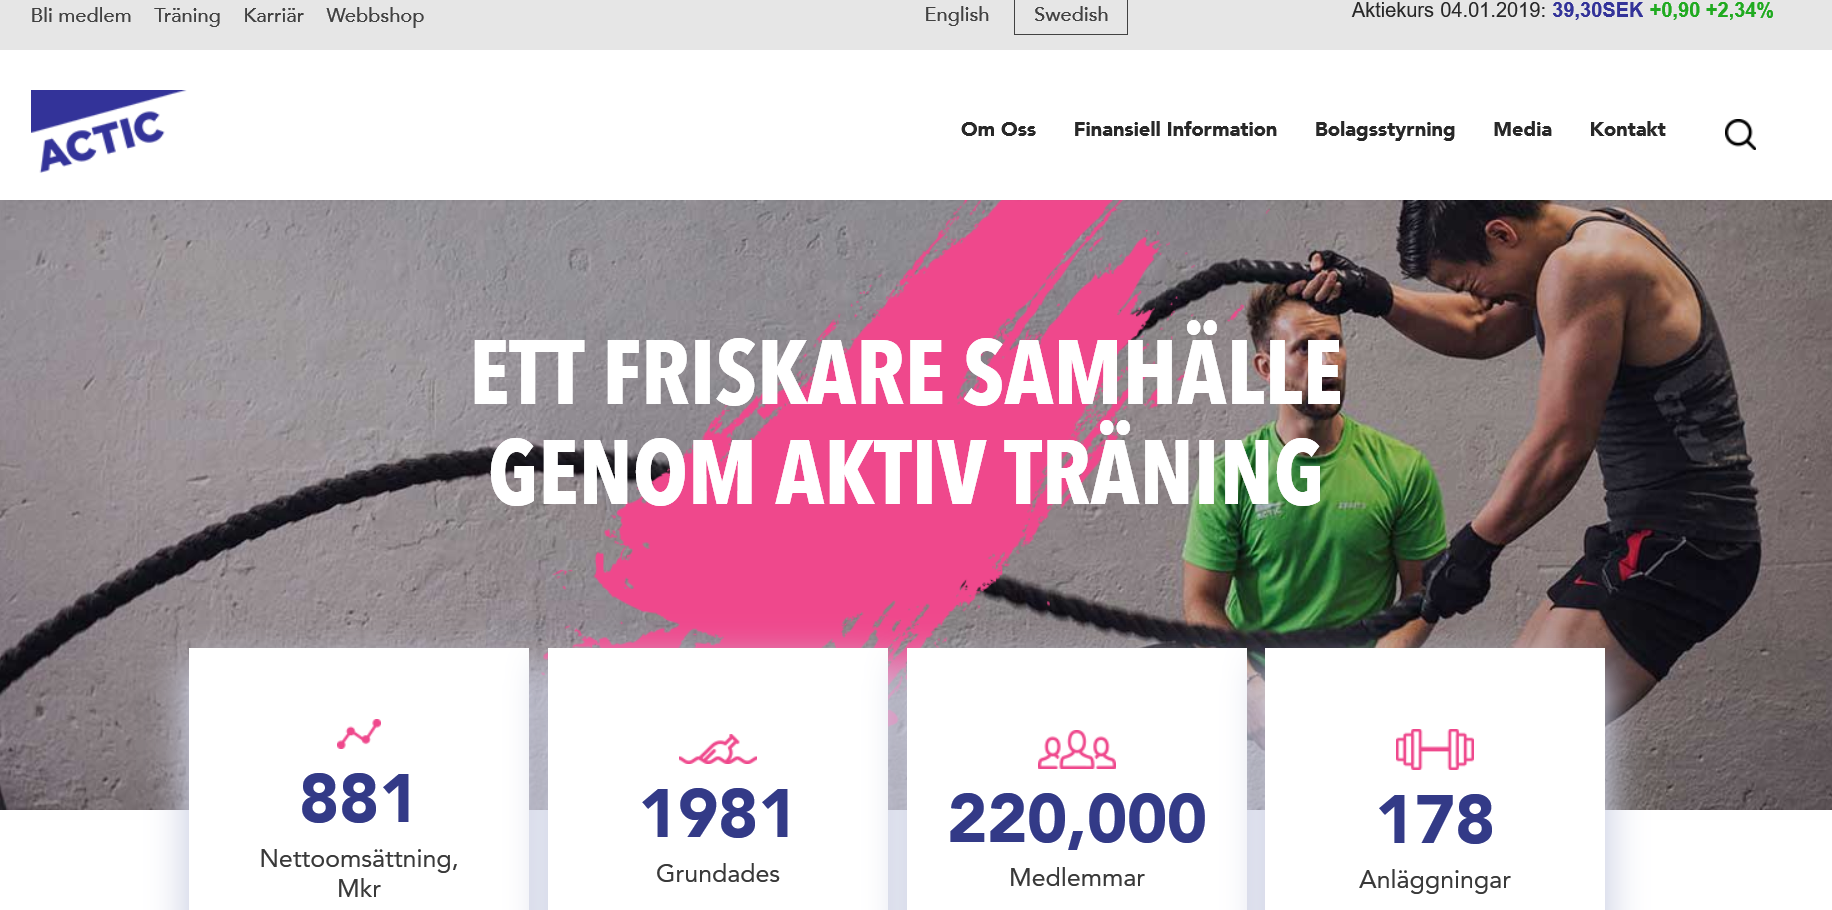 Bli medlem Träning Karriär Webbshop English Swedish Aktiekurs 04.01.2019: 39,30SEK +0,90 +2,34%
ACTIC
Om Oss Finansiell Information Bolagsstyrning Media Kontakt
ETT FRISKARE SAMHÄLLE
GENOM AKTIV TRÄNING
881
Nettoomsättning,
Mkr
1981
Grundades
220,000
Medlemmar
178
Anläggningar